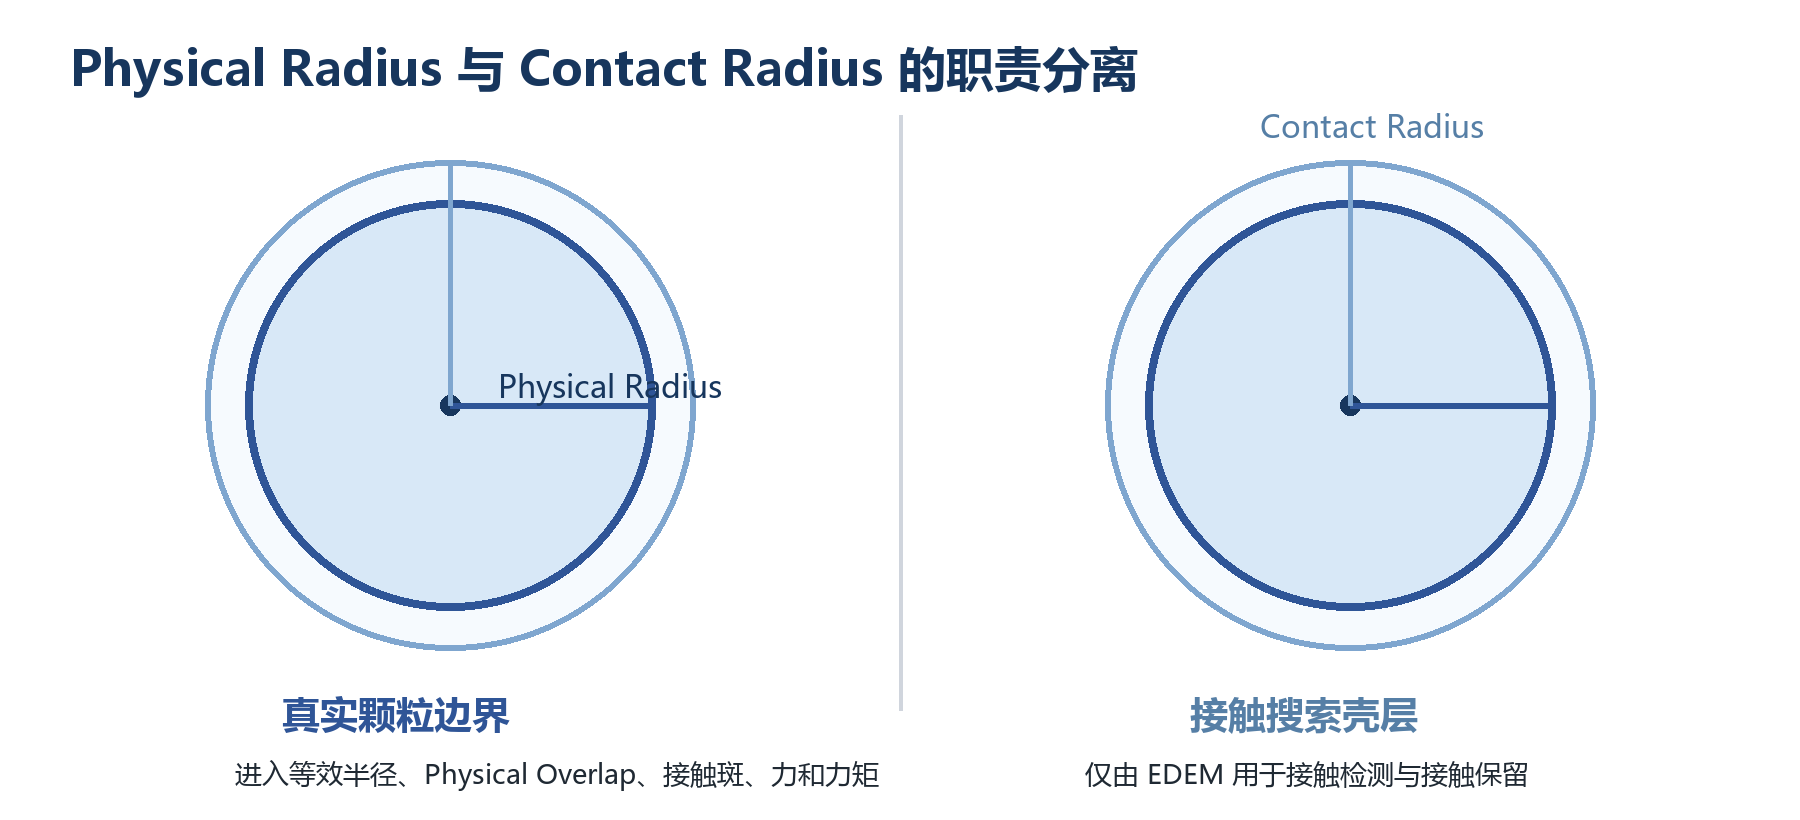 Physical Radius 与 Contact Radius 的职责分离
Contact Radius
Physical Radius
真实颗粒边界
接触搜索壳层
进入等效半径、Physical Overlap、接触斑、力和力矩
仅由 EDEM 用于接触检测与接触保留